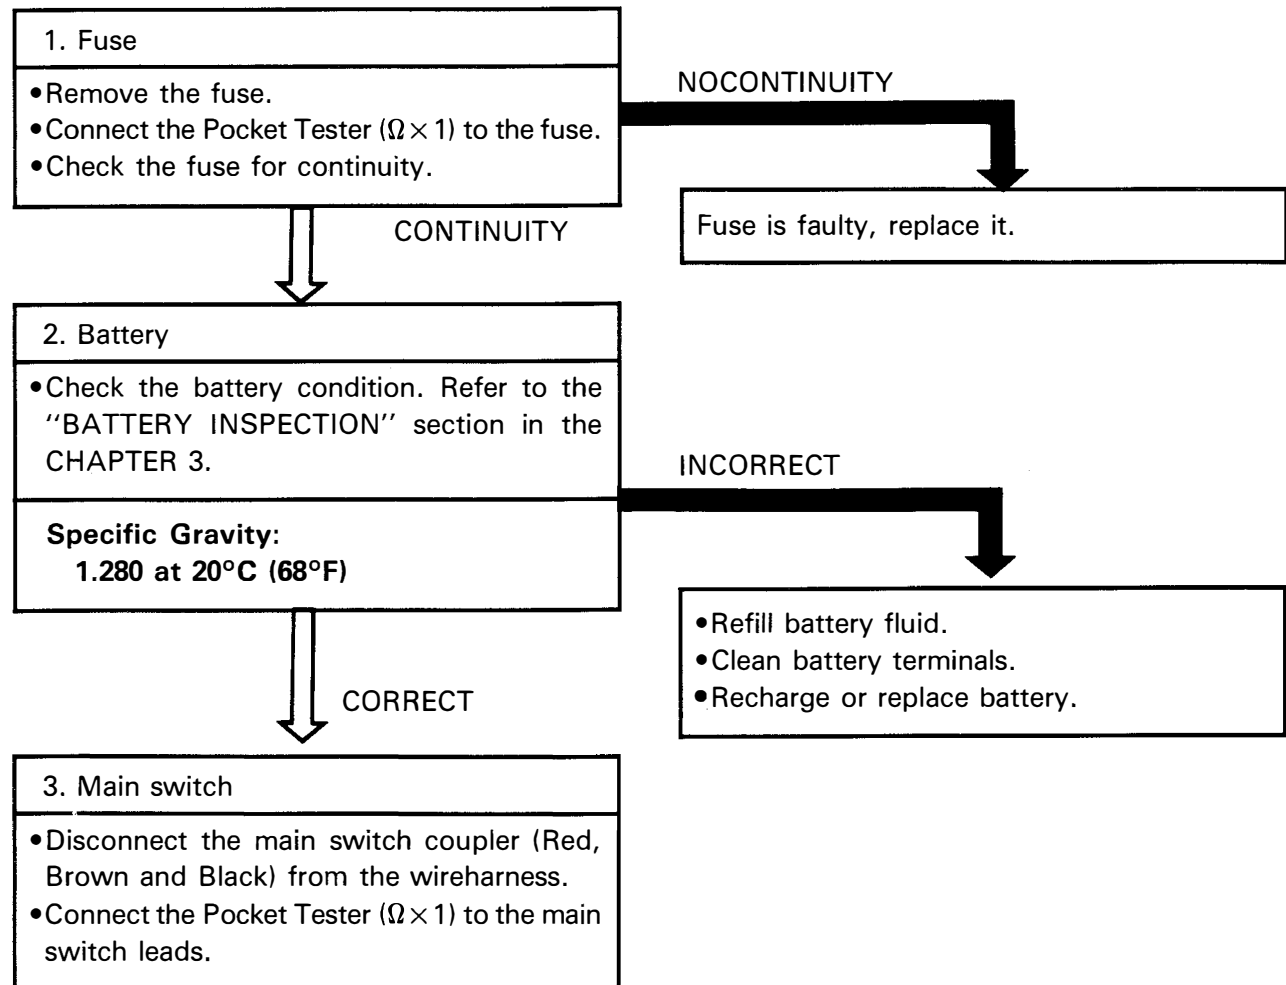 1. Fuse
•Remove the fuse.
•Connect the Pocket Tester (Ω×1) to the fuse.
•Check the fuse for continuity.
NOCONTINUITY
Fuse is faulty, replace it.
CONTINUITY
2. Battery
•Check the battery condition. Refer to the
"BATTERY INSPECTION" section in the
CHAPTER 3.
Specific Gravity:
1.280 at 20°C (68°F)
INCORRECT
•Refill battery fluid.
•Clean battery terminals.
•Recharge or replace battery.
CORRECT
3. Main switch
•Disconnect the main switch coupler (Red,
Brown and Black) from the wireharness.
•Connect the Pocket Tester (Ω×1) to the main
switch leads.